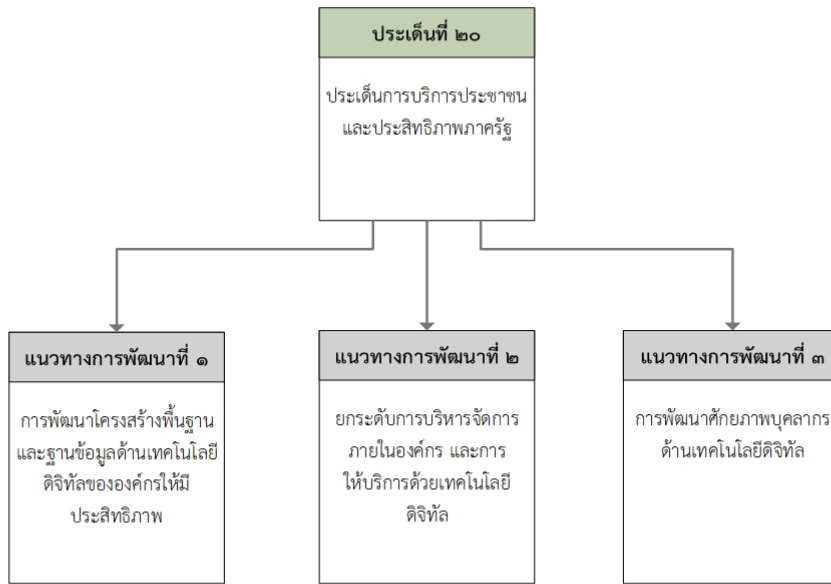 ประเด็นที่ ๒๐
ประเด็นการบริการประชาชน
และประสิทธิภาพภาครัฐ
แนวทางการพัฒนาที่ ๑
การพัฒนาโครงสร้างพื้นฐาน
และฐานข้อมูลด้านเทคโนโลยี
ดิจิทัลขององค์กรให้มี
ประสิทธิภาพ
แนวทางการพัฒนาที่ ๒
ยกระดับการบริหารจัดการ
ภายในองค์กร และการ
ให้บริการด้วยเทคโนโลยี
ดิจิทัล
แนวทางการพัฒนาที่ ๓
การพัฒนาศักยภาพบุคลากร
ด้านเทคโนโลยีดิจิทัล